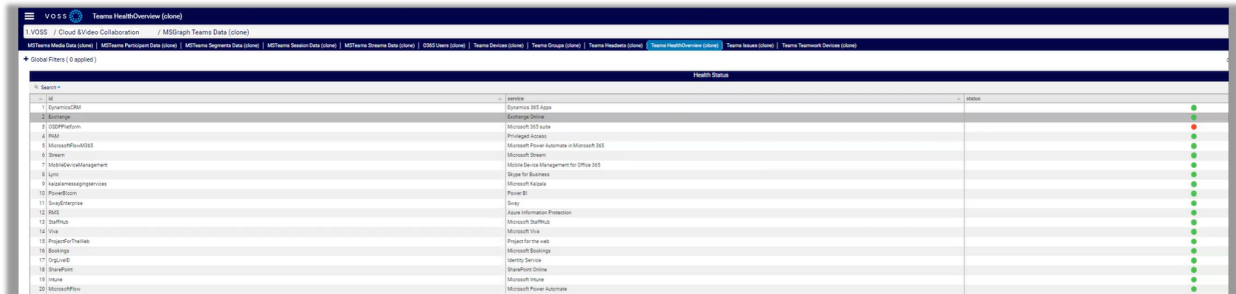 VOSS Teams HealthOverview (clone)
1.VOSS / Cloud &Video Collaboration / MSGraph Teams Data (clone)
MSTeams Media Data (clone) | MSTeams Participant Data (clone) | MSTeams Segments Data (clone) | MSTeams Session Data (clone) | MSTeams Streams Data (clone) | O365 Users (clone) | Teams Devices (clone) | Teams Groups (clone) | Teams Headsets (clone) | Teams HealthOverview (clone) | Teams Issues (clone) | Teams Teamwork Devices (clone)
+ Global Filters ( 0 applied )
Health Status
Search
id service status
1 DynamicsCRM Dynamics 365 Apps
2 Exchange Exchange Online
3 OSDPPlatform Microsoft 365 suite
4 PAM Privileged Access
5 MicrosoftFlowM365 Microsoft Power Automate in Microsoft 365
6 Stream Microsoft Stream
7 MobileDeviceManagement Mobile Device Management for Office 365
8 Lync Skype for Business
9 kaizalamessagingservices Microsoft Kaizala
10 PowerBIcom Power BI
11 SwayEnterprise Sway
12 RMS Azure Information Protection
13 StaffHub Microsoft StaffHub
14 Viva Microsoft Viva
15 ProjectForTheWeb Project for the web
16 Bookings Microsoft Bookings
17 OrgLiveID Identity Service
18 SharePoint SharePoint Online
19 Intune Microsoft Intune
20 MicrosoftFlow Microsoft Power Automate